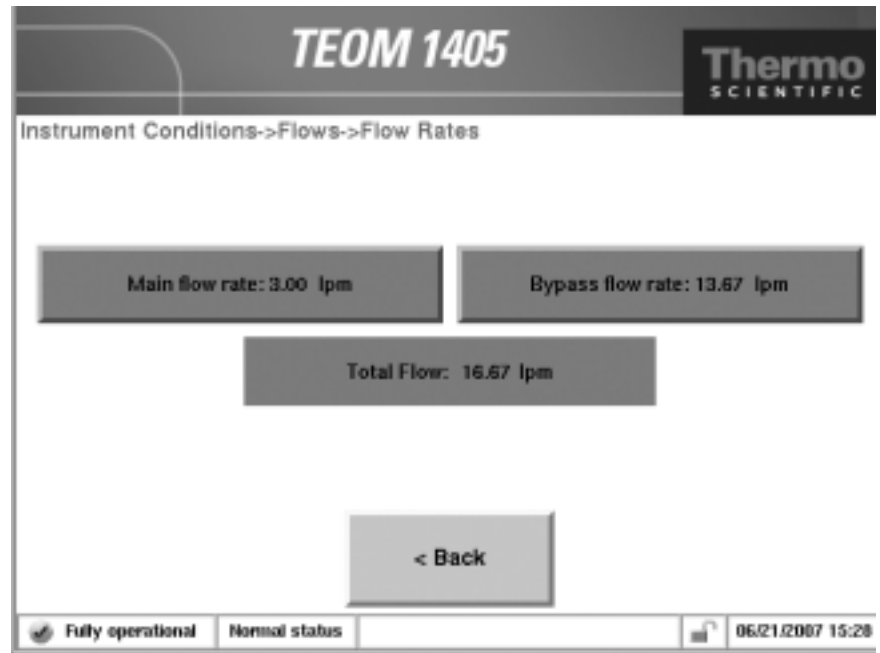 TEOM 1405
Thermo
SCIENTIFIC
Instrument Conditions->Flows->Flow Rates
Main flow rate: 3.00 lpm
Bypass flow rate: 13.67 lpm
Total Flow: 16.67 lpm
< Back
Fully operational
Normal status
06/21/2007 15:28